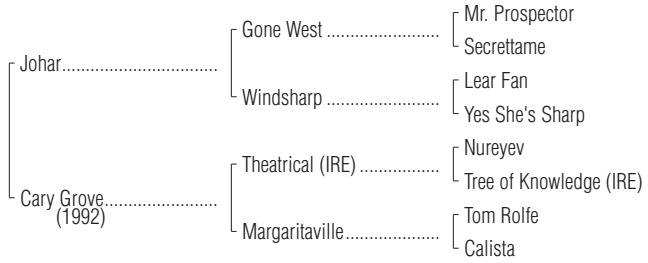 Mr. Prospector
Gone West ........................
Secrettame
Johar.................................
Lear Fan
Windsharp ........................
Yes She's Sharp
Nureyev
Theatrical (IRE) .................
Tree of Knowledge (IRE)
Cary Grove........................
(1992)
Tom Rolfe
Margaritaville....................
Calista